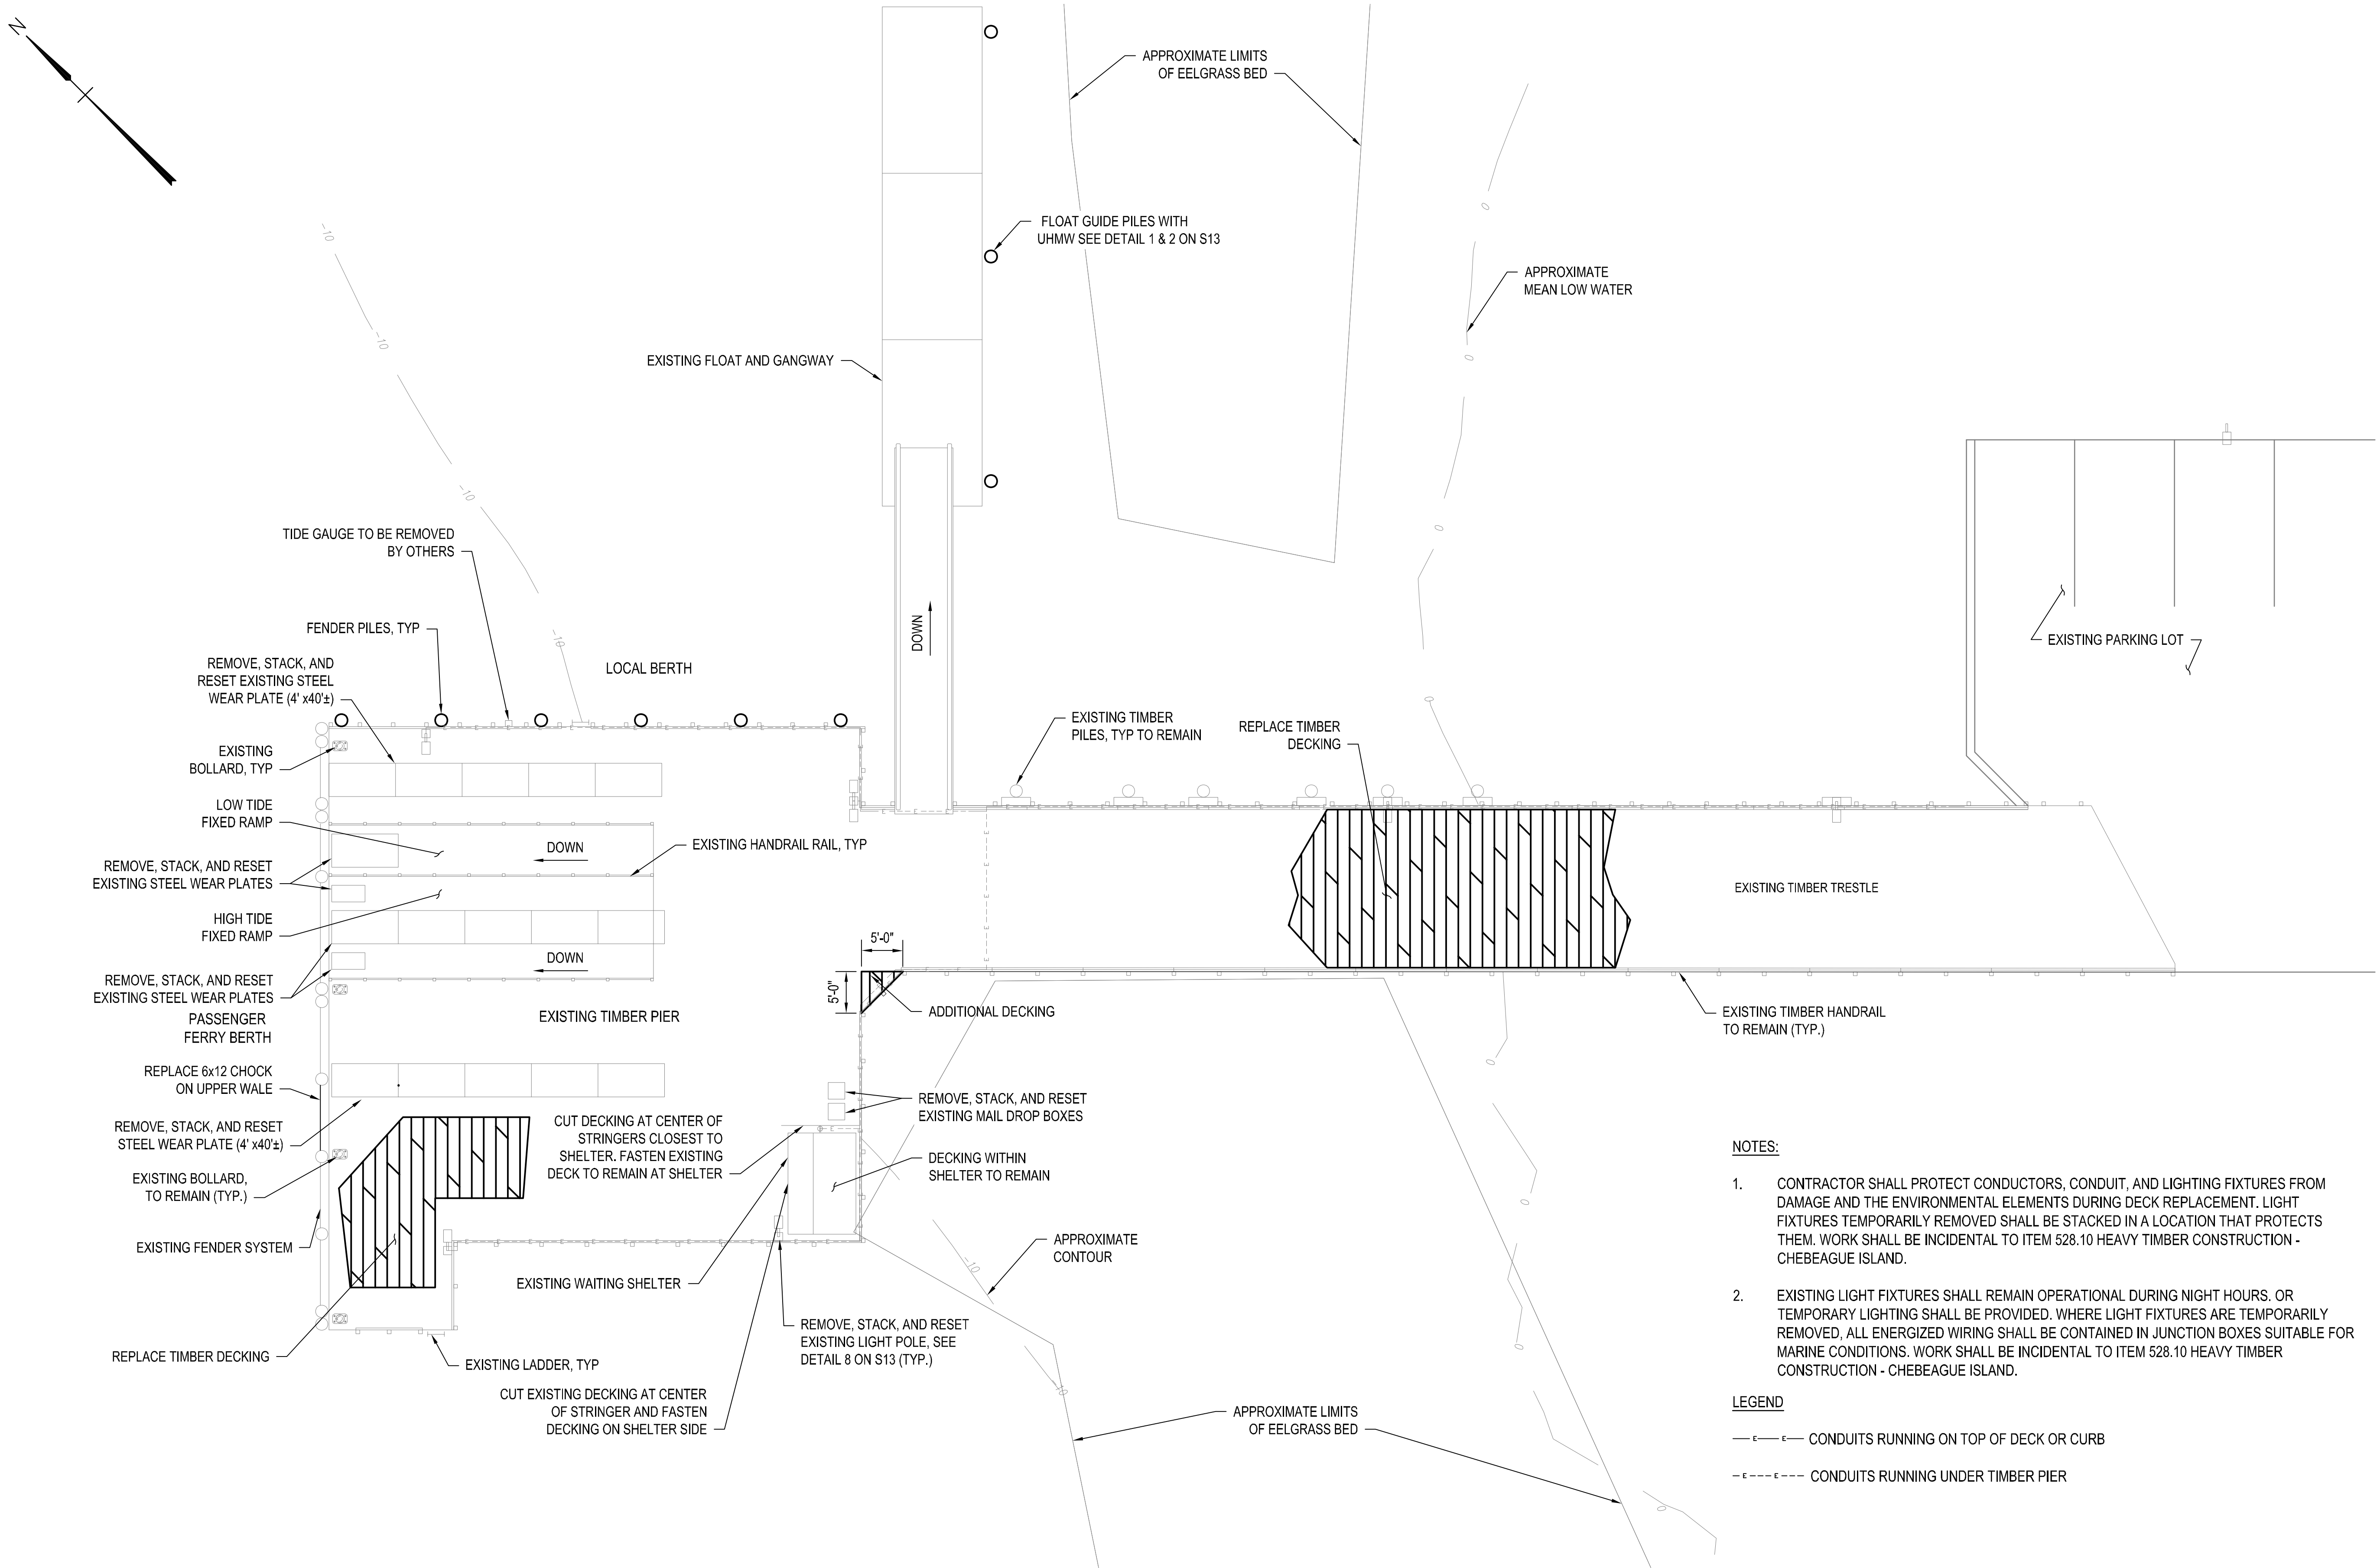 N
APPROXIMATE LIMITS
OF EELGRASS BED
FLOAT GUIDE PILES WITH
UHMW SEE DETAIL 1 & 2 ON S13
APPROXIMATE
MEAN LOW WATER
EXISTING FLOAT AND GANGWAY
-10
-10
-10
-10
0
0
0
0
TIDE GAUGE TO BE REMOVED
BY OTHERS
FENDER PILES, TYP
LOCAL BERTH
DOWN
EXISTING PARKING LOT
REMOVE, STACK, AND
RESET EXISTING STEEL
WEAR PLATE (4' x40'±)
EXISTING
BOLLARD, TYP
EXISTING TIMBER
PILES, TYP TO REMAIN
REPLACE TIMBER
DECKING
LOW TIDE
FIXED RAMP
DOWN
EXISTING HANDRAIL RAIL, TYP
REMOVE, STACK, AND RESET
EXISTING STEEL WEAR PLATES
EXISTING TIMBER TRESTLE
HIGH TIDE
FIXED RAMP
DOWN
5'-0"
5'-0"
REMOVE, STACK, AND RESET
EXISTING STEEL WEAR PLATES
PASSENGER
FERRY BERTH
EXISTING TIMBER PIER
ADDITIONAL DECKING
EXISTING TIMBER HANDRAIL
TO REMAIN (TYP.)
REPLACE 6x12 CHOCK
ON UPPER WALE
REMOVE, STACK, AND RESET
STEEL WEAR PLATE (4' x40'±)
EXISTING BOLLARD,
TO REMAIN (TYP.)
EXISTING FENDER SYSTEM
REPLACE TIMBER DECKING
CUT DECKING AT CENTER OF
STRINGERS CLOSEST TO
SHELTER. FASTEN EXISTING
DECK TO REMAIN AT SHELTER
REMOVE, STACK, AND RESET
EXISTING MAIL DROP BOXES
DECKING WITHIN
SHELTER TO REMAIN
EXISTING WAITING SHELTER
APPROXIMATE
CONTOUR
-10
-10
0
0
0
0
REMOVE, STACK, AND RESET
EXISTING LIGHT POLE, SEE
DETAIL 8 ON S13 (TYP.)
EXISTING LADDER, TYP
CUT EXISTING DECKING AT CENTER
OF STRINGER AND FASTEN
DECKING ON SHELTER SIDE
APPROXIMATE LIMITS
OF EELGRASS BED
NOTES:
1. CONTRACTOR SHALL PROTECT CONDUCTORS, CONDUIT, AND LIGHTING FIXTURES FROM
DAMAGE AND THE ENVIRONMENTAL ELEMENTS DURING DECK REPLACEMENT. LIGHT
FIXTURES TEMPORARILY REMOVED SHALL BE STACKED IN A LOCATION THAT PROTECTS
THEM. WORK SHALL BE INCIDENTAL TO ITEM 528.10 HEAVY TIMBER CONSTRUCTION -
CHEBEAGUE ISLAND.
2. EXISTING LIGHT FIXTURES SHALL REMAIN OPERATIONAL DURING NIGHT HOURS. OR
TEMPORARY LIGHTING SHALL BE PROVIDED. WHERE LIGHT FIXTURES ARE TEMPORARILY
REMOVED, ALL ENERGIZED WIRING SHALL BE CONTAINED IN JUNCTION BOXES SUITABLE FOR
MARINE CONDITIONS. WORK SHALL BE INCIDENTAL TO ITEM 528.10 HEAVY TIMBER
CONSTRUCTION - CHEBEAGUE ISLAND.
LEGEND
E E CONDUITS RUNNING ON TOP OF DECK OR CURB
E E CONDUITS RUNNING UNDER TIMBER PIER